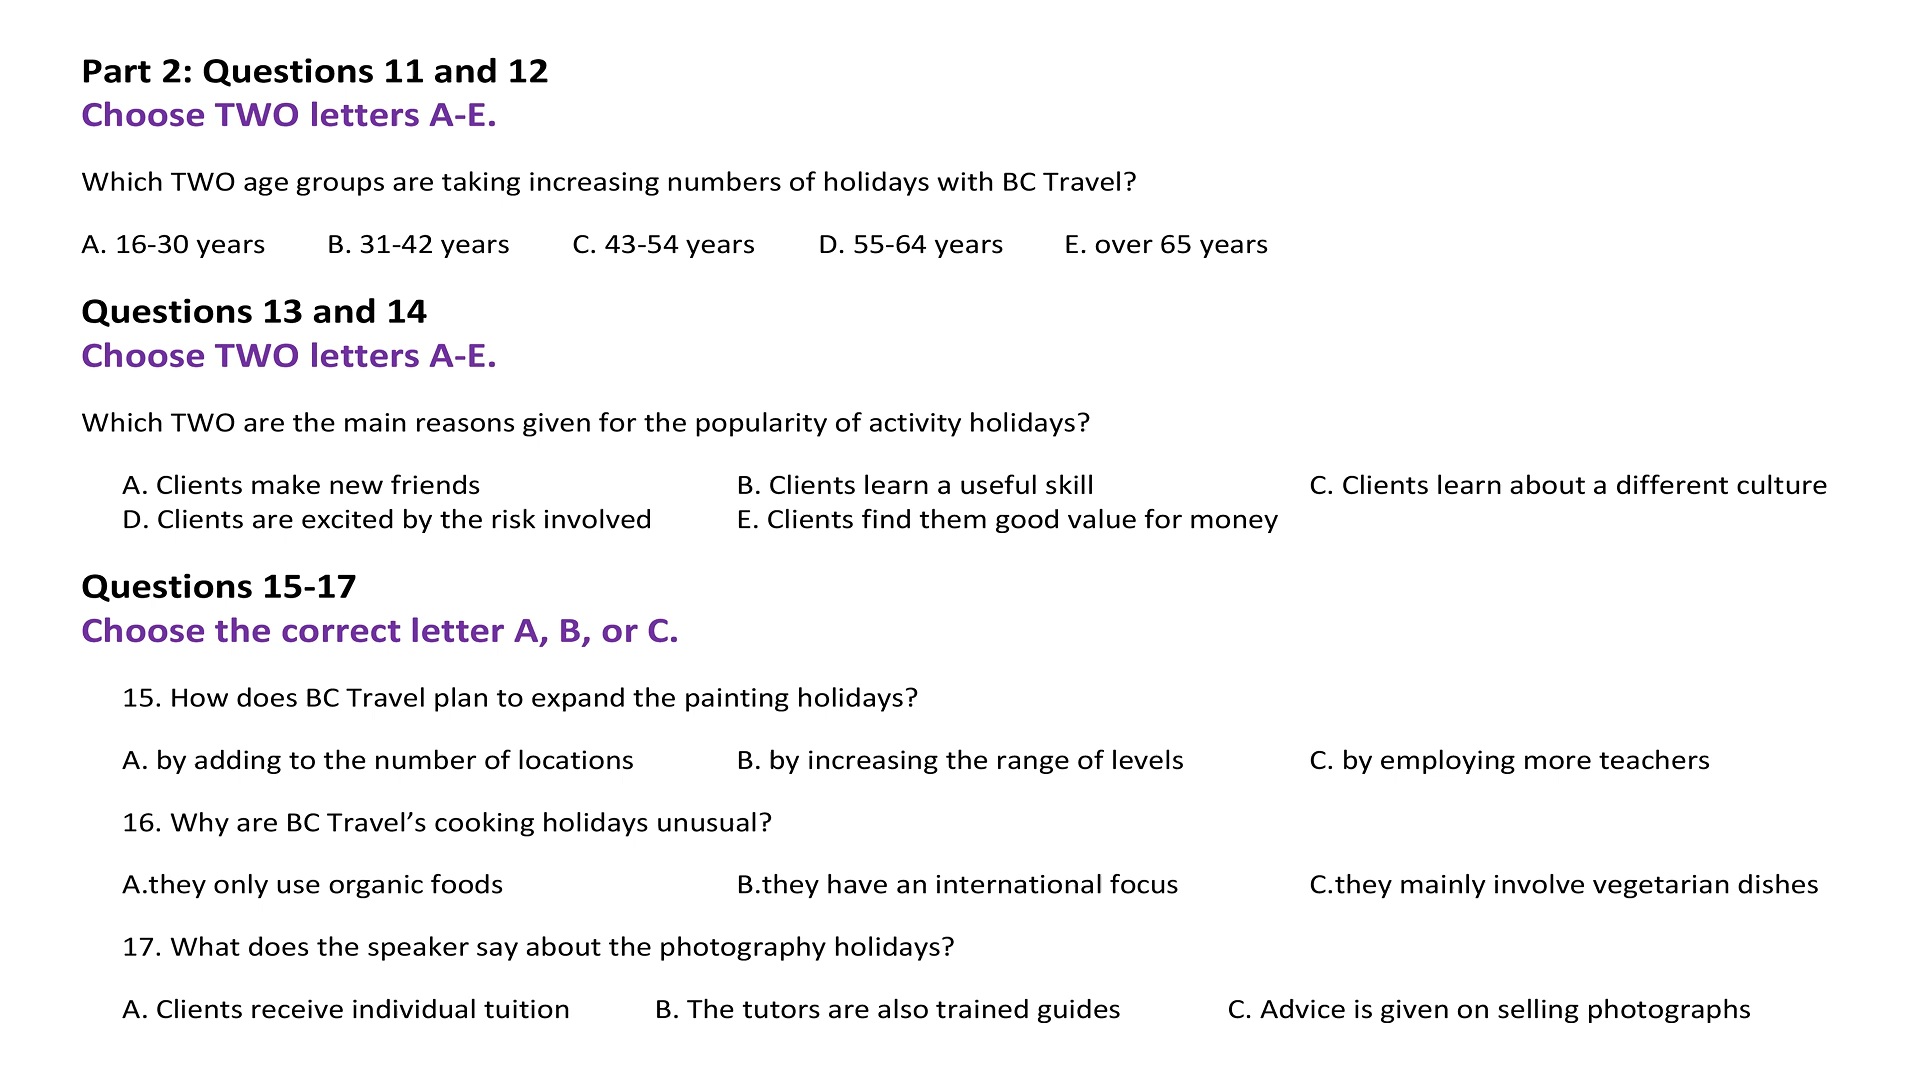 Part 2: Questions 11 and 12
Choose TWO letters A-E.
Which TWO age groups are taking increasing numbers of holidays with BC Travel?
A. 16-30 years B. 31-42 years C. 43-54 years D. 55-64 years E. over 65 years
Questions 13 and 14
Choose TWO letters A-E.
Which TWO are the main reasons given for the popularity of activity holidays?
A. Clients make new friends B. Clients learn a useful skill C. Clients learn about a different culture
D. Clients are excited by the risk involved E. Clients find them good value for money
Questions 15-17
Choose the correct letter A, B, or C.
15. How does BC Travel plan to expand the painting holidays?
A. by adding to the number of locations B. by increasing the range of levels C. by employing more teachers
16. Why are BC Travel’s cooking holidays unusual?
A.they only use organic foods B.they have an international focus C.they mainly involve vegetarian dishes
17. What does the speaker say about the photography holidays?
A. Clients receive individual tuition B. The tutors are also trained guides C. Advice is given on selling photographs